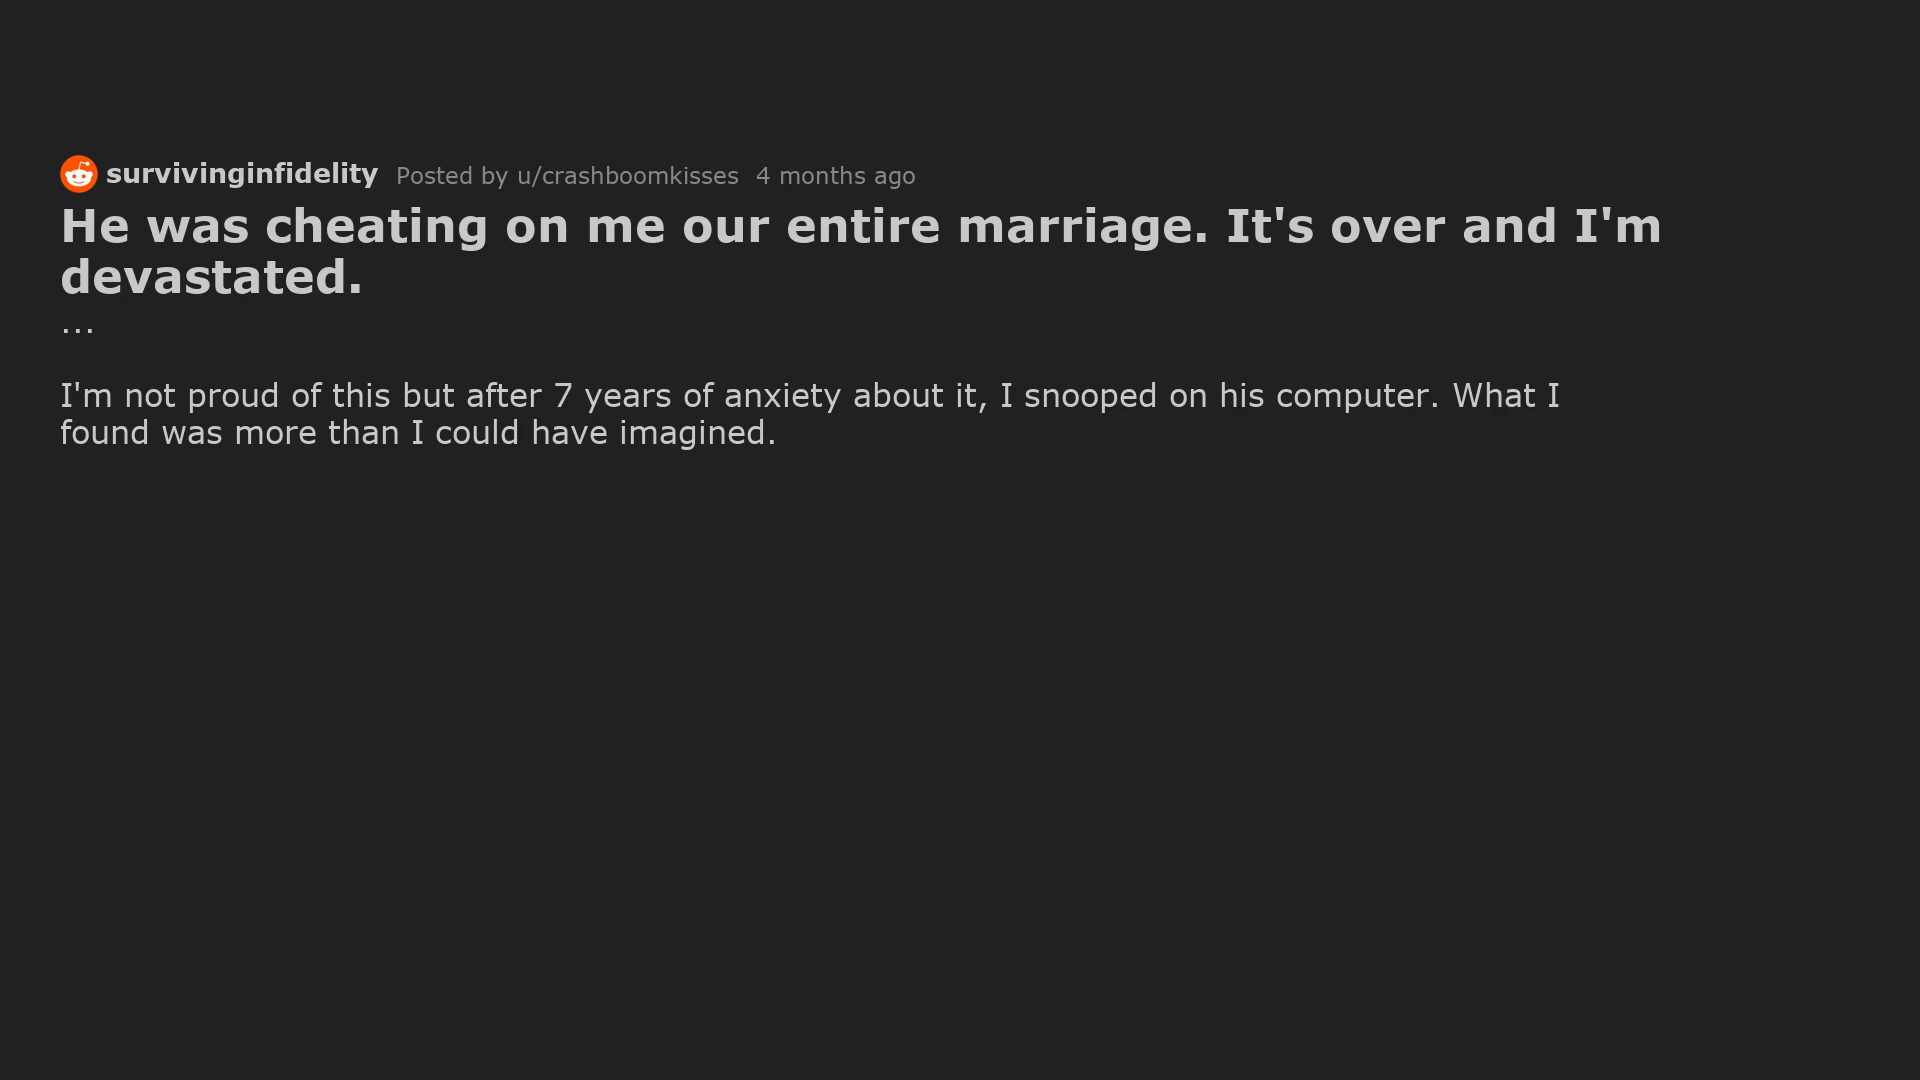 survivinginfidelity Posted by u/crashboomkisses 4 months ago
He was cheating on me our entire marriage. It's over and I'm
devastated.
...
I'm not proud of this but after 7 years of anxiety about it, I snooped on his computer. What I
found was more than I could have imagined.